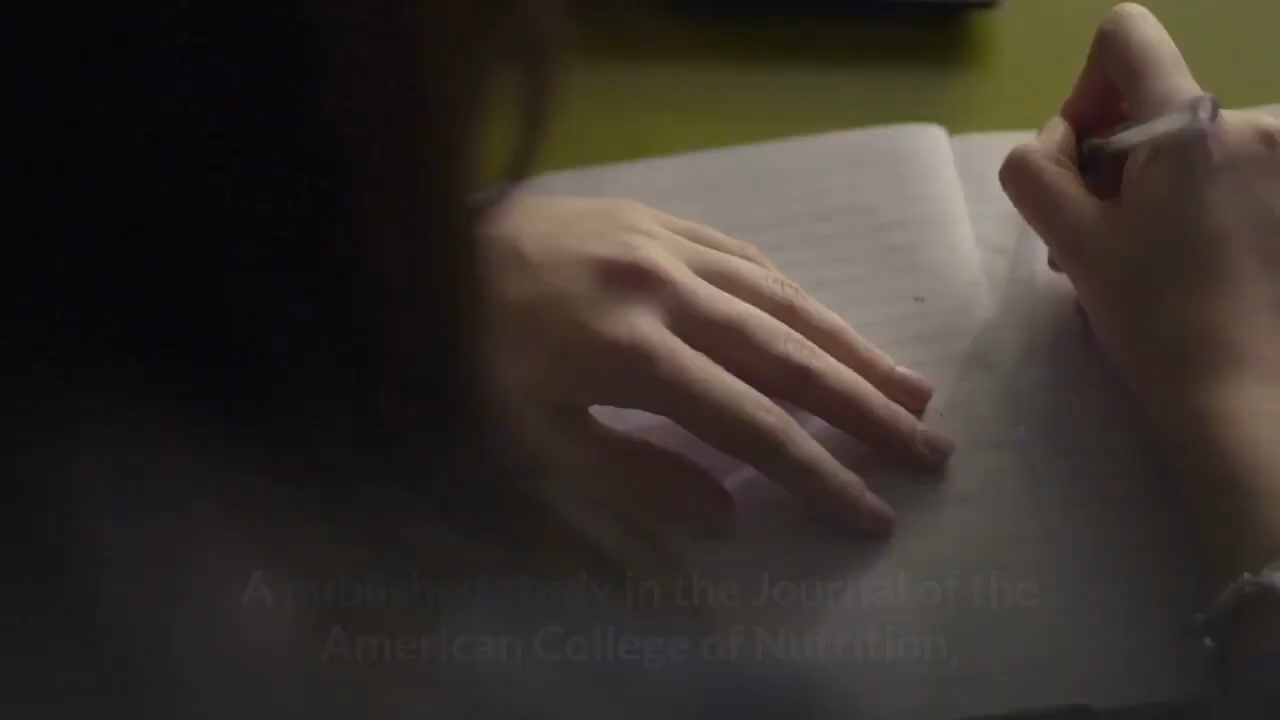 A published study in the Journal of the
American College of Nutrition